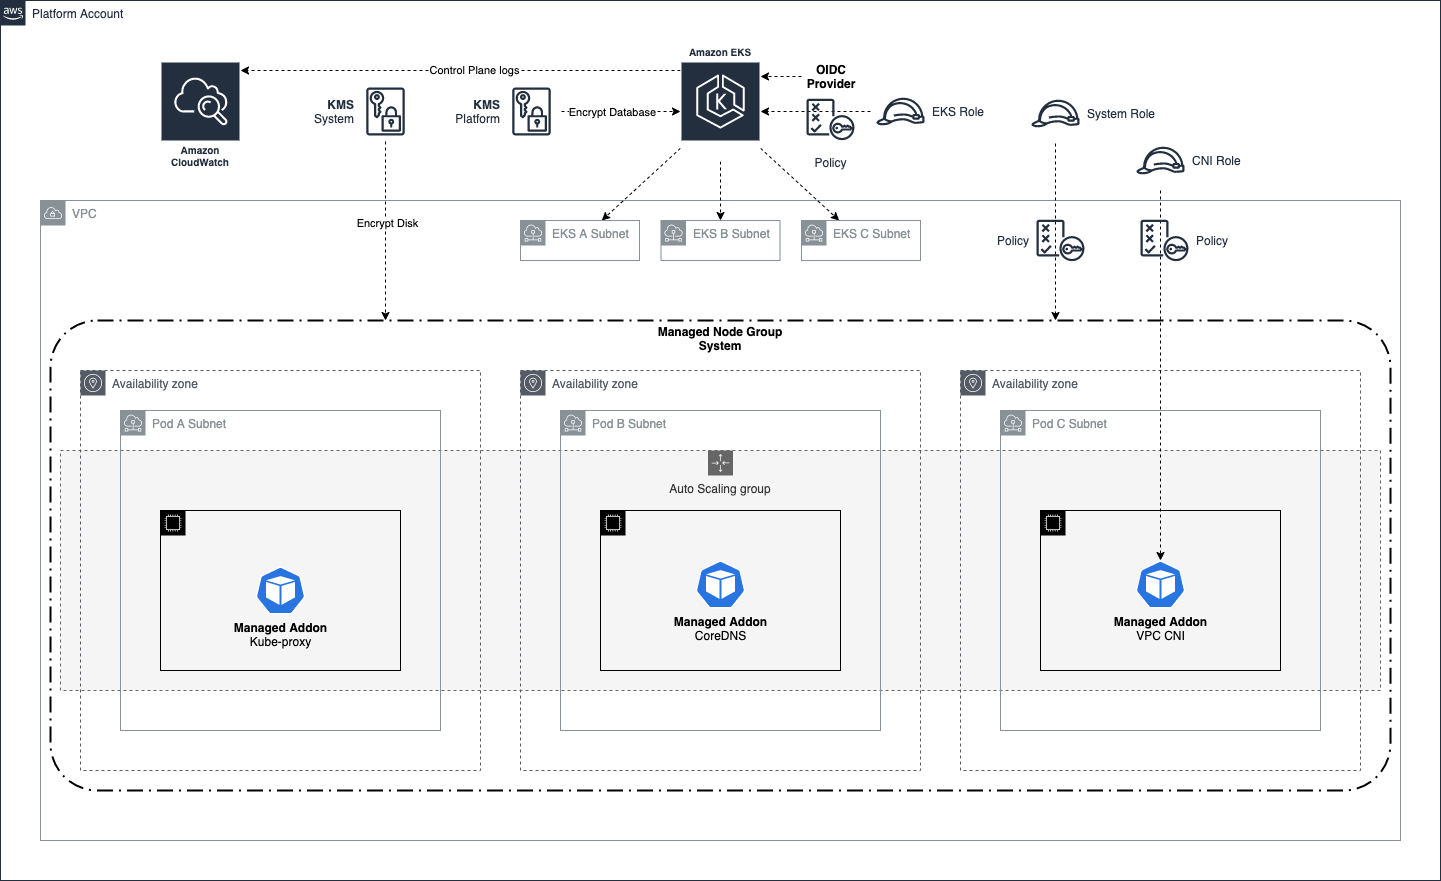 aws
Platform Account
Amazon EKS
Control Plane logs
OIDC
Provider
KMS
System
KMS
Platform
Encrypt Database
EKS Role
System Role
Amazon
CloudWatch
Policy
CNI Role
VPC
Encrypt Disk
EKS A Subnet
EKS B Subnet
EKS C Subnet
Policy
Policy
Managed Node Group
System
Availability zone
Availability zone
Availability zone
Pod A Subnet
Pod B Subnet
Pod C Subnet
Auto Scaling group
Managed Addon
Kube-proxy
Managed Addon
CoreDNS
Managed Addon
VPC CNI